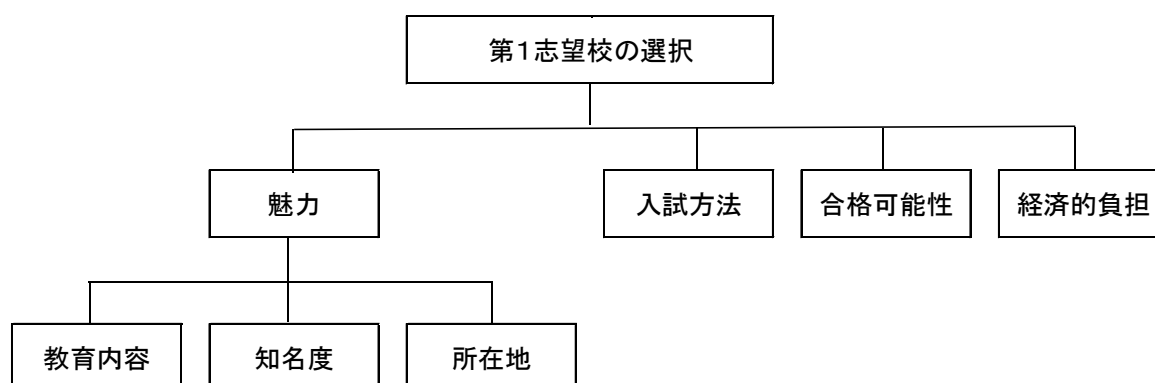 第1志望校の選択
魅力
入試方法
合格可能性
経済的負担
教育内容
知名度
所在地